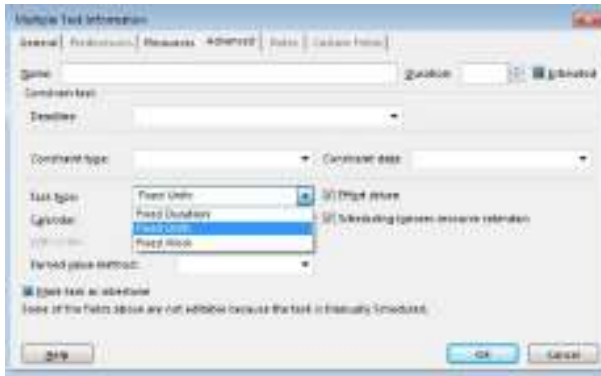 Multiple Task Information
General Predecessors Resources Advanced Notes Custom Fields
Name: Duration: Estimated
Constrain task
Deadline:
Constraint type: Constraint date:
Task type: Fixed Units Effort driven
Fixed Duration
Calendar: Fixed Units Scheduling ignores resource calendars
Fixed Work
WBS code:
Earned value method:
Mark task as milestone
Some of the fields above are not editable because the task is Manually Scheduled.
Help OK Cancel